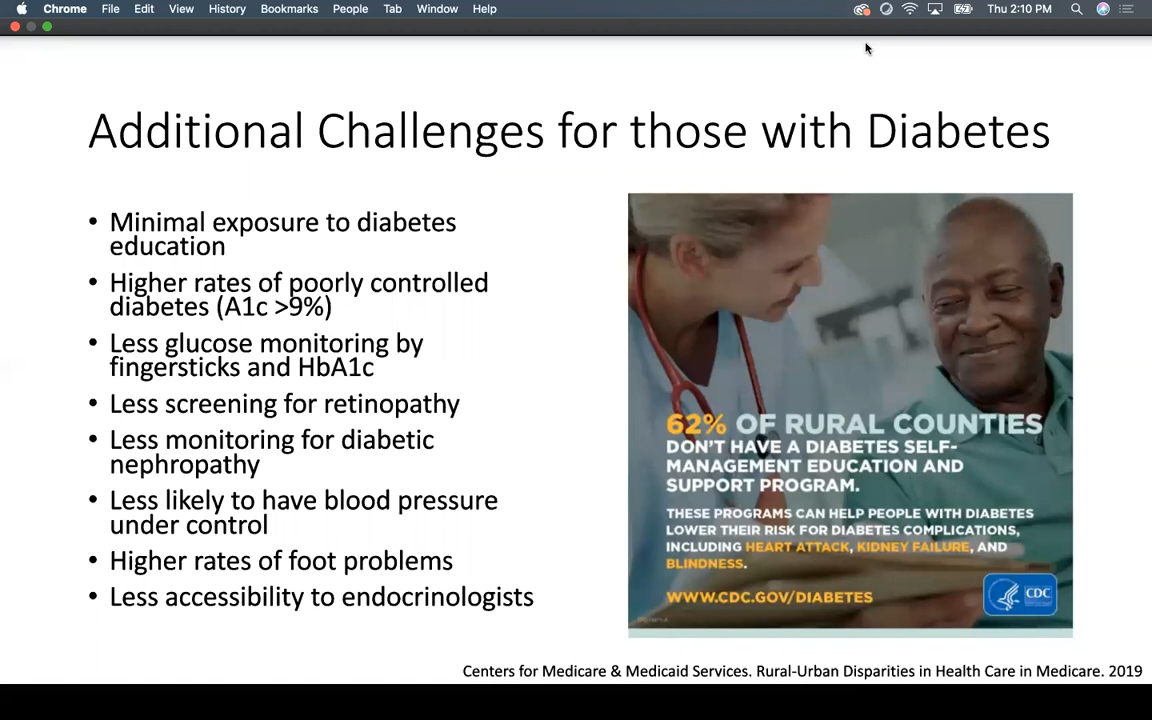 Chrome File Edit View History Bookmarks People Tab Window Help Thu 2:10 PM
Additional Challenges for those with Diabetes
• Minimal exposure to diabetes
education
• Higher rates of poorly controlled
diabetes (A1c >9%)
• Less glucose monitoring by
fingersticks and HbA1c
• Less screening for retinopathy
• Less monitoring for diabetic
nephropathy
• Less likely to have blood pressure
under control
• Higher rates of foot problems
• Less accessibility to endocrinologists
62% OF RURAL COUNTIES
DON'T HAVE A DIABETES SELF-
MANAGEMENT EDUCATION AND
SUPPORT PROGRAM.
THESE PROGRAMS CAN HELP PEOPLE WITH DIABETES
LOWER THEIR RISK FOR DIABETES COMPLICATIONS,
INCLUDING HEART ATTACK, KIDNEY FAILURE, AND
BLINDNESS.
WWW.CDC.GOV/DIABETES
CDC
Centers for Medicare & Medicaid Services. Rural-Urban Disparities in Health Care in Medicare. 2019